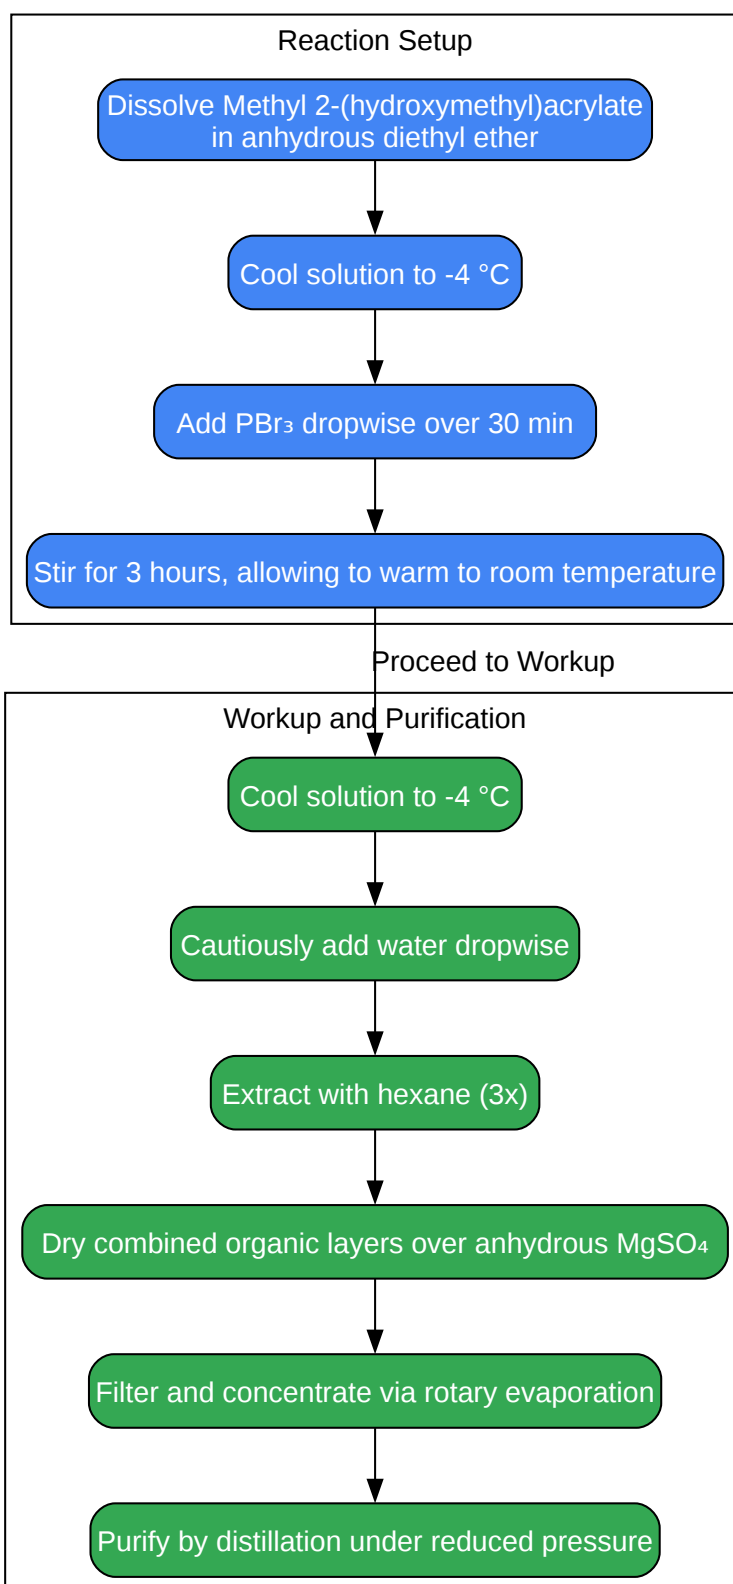 Reaction Setup
Dissolve Methyl 2-(hydroxymethyl)acrylate
in anhydrous diethyl ether
Cool solution to -4 °C
Add PBr₃ dropwise over 30 min
Stir for 3 hours, allowing to warm to room temperature
Proceed to Workup
Workup and Purification
Cool solution to -4 °C
Cautiously add water dropwise
Extract with hexane (3x)
Dry combined organic layers over anhydrous MgSO₄
Filter and concentrate via rotary evaporation
Purify by distillation under reduced pressure